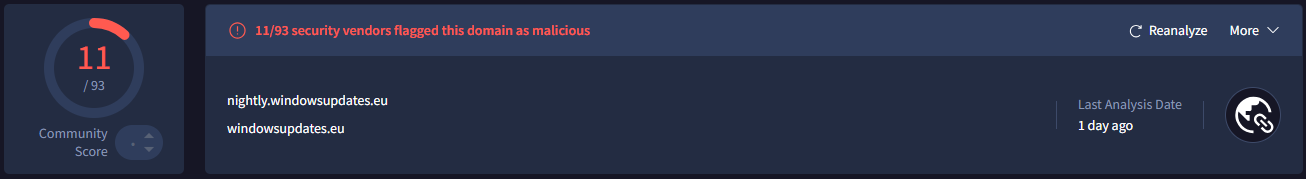 11
/ 93
Community
Score
11/93 security vendors flagged this domain as malicious
Reanalyze
More
nightly.windowsupdates.eu
windowsupdates.eu
Last Analysis Date
1 day ago